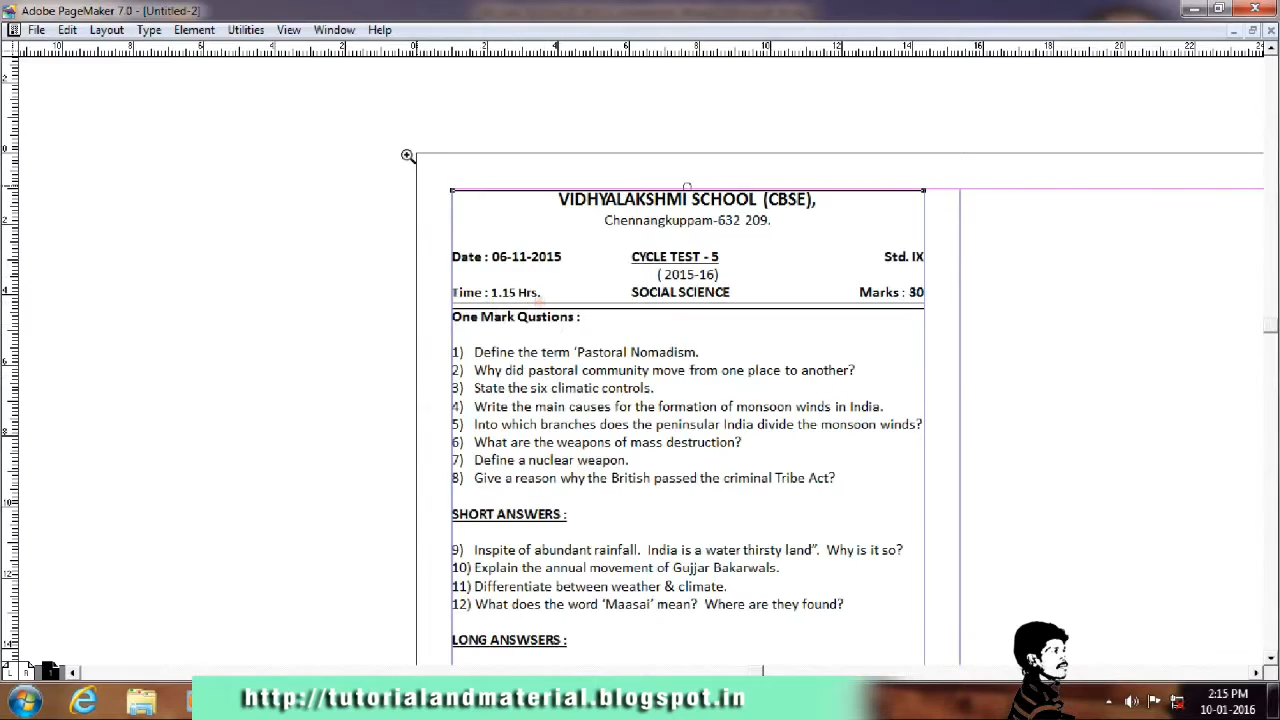 Adobe PageMaker 7.0 - [Untitled-2]
File Edit Layout Type Element Utilities View Window Help
VIDHYALAKSHMI SCHOOL (CBSE),
Chennangkuppam-632 209.
Date : 06-11-2015 CYCLE TEST - 5 Std. IX
( 2015-16)
Time : 1.15 Hrs. SOCIAL SCIENCE Marks : 30
One Mark Qustions :
1) Define the term ‘Pastoral Nomadism.
2) Why did pastoral community move from one place to another?
3) State the six climatic controls.
4) Write the main causes for the formation of monsoon winds in India.
5) Into which branches does the peninsular India divide the monsoon winds?
6) What are the weapons of mass destruction?
7) Define a nuclear weapon.
8) Give a reason why the British passed the criminal Tribe Act?
SHORT ANSWERS :
9) Inspite of abundant rainfall. India is a water thirsty land”. Why is it so?
10) Explain the annual movement of Gujjar Bakarwals.
11) Differentiate between weather & climate.
12) What does the word ‘Maasai’ mean? Where are they found?
LONG ANSWSERS :
L R 1
http://tutorialandmaterial.blogspot.in
2:15 PM
10-01-2016